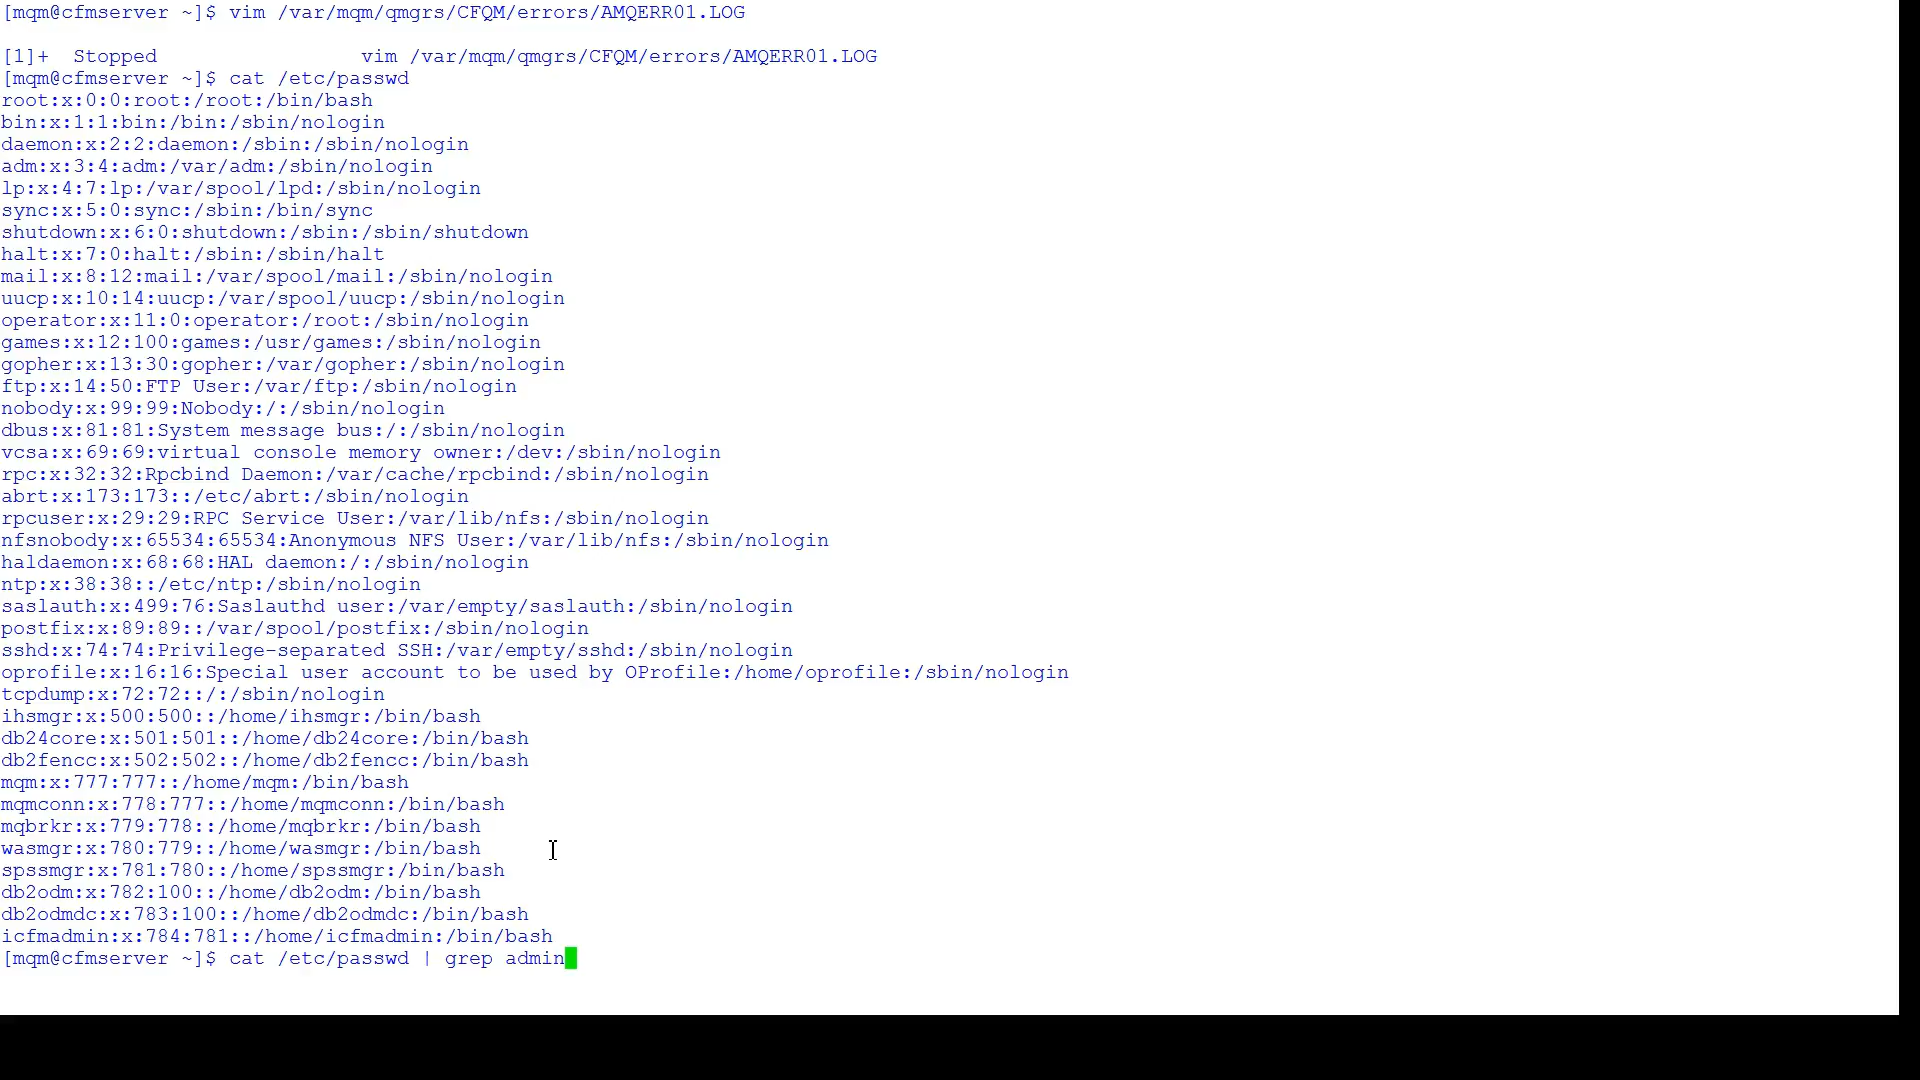 [mqm@cfmserver ~]$ vim /var/mqm/qmgrs/CFQM/errors/AMQERR01.LOG
[1]+  Stopped                 vim /var/mqm/qmgrs/CFQM/errors/AMQERR01.LOG
[mqm@cfmserver ~]$ cat /etc/passwd
root:x:0:0:root:/root:/bin/bash
bin:x:1:1:bin:/bin:/sbin/nologin
daemon:x:2:2:daemon:/sbin:/sbin/nologin
adm:x:3:4:adm:/var/adm:/sbin/nologin
lp:x:4:7:lp:/var/spool/lpd:/sbin/nologin
sync:x:5:0:sync:/sbin:/bin/sync
shutdown:x:6:0:shutdown:/sbin:/sbin/shutdown
halt:x:7:0:halt:/sbin:/sbin/halt
mail:x:8:12:mail:/var/spool/mail:/sbin/nologin
uucp:x:10:14:uucp:/var/spool/uucp:/sbin/nologin
operator:x:11:0:operator:/root:/sbin/nologin
games:x:12:100:games:/usr/games:/sbin/nologin
gopher:x:13:30:gopher:/var/gopher:/sbin/nologin
ftp:x:14:50:FTP User:/var/ftp:/sbin/nologin
nobody:x:99:99:Nobody:/:/sbin/nologin
dbus:x:81:81:System message bus:/:/sbin/nologin
vcsa:x:69:69:virtual console memory owner:/dev:/sbin/nologin
rpc:x:32:32:Rpcbind Daemon:/var/cache/rpcbind:/sbin/nologin
abrt:x:173:173::/etc/abrt:/sbin/nologin
rpcuser:x:29:29:RPC Service User:/var/lib/nfs:/sbin/nologin
nfsnobody:x:65534:65534:Anonymous NFS User:/var/lib/nfs:/sbin/nologin
haldaemon:x:68:68:HAL daemon:/:/sbin/nologin
ntp:x:38:38::/etc/ntp:/sbin/nologin
saslauth:x:499:76:Saslauthd user:/var/empty/saslauth:/sbin/nologin
postfix:x:89:89::/var/spool/postfix:/sbin/nologin
sshd:x:74:74:Privilege-separated SSH:/var/empty/sshd:/sbin/nologin
oprofile:x:16:16:Special user account to be used by OProfile:/home/oprofile:/sbin/nologin
tcpdump:x:72:72::/:/sbin/nologin
ihsmgr:x:500:500::/home/ihsmgr:/bin/bash
db24core:x:501:501::/home/db24core:/bin/bash
db2fencc:x:502:502::/home/db2fencc:/bin/bash
mqm:x:777:777::/home/mqm:/bin/bash
mqmconn:x:778:777::/home/mqmconn:/bin/bash
mqbrkr:x:779:778::/home/mqbrkr:/bin/bash
wasmgr:x:780:779::/home/wasmgr:/bin/bash
spssmgr:x:781:780::/home/spssmgr:/bin/bash
db2odm:x:782:100::/home/db2odm:/bin/bash
db2odmdc:x:783:100::/home/db2odmdc:/bin/bash
icfmadmin:x:784:781::/home/icfmadmin:/bin/bash
[mqm@cfmserver ~]$ cat /etc/passwd | grep admin